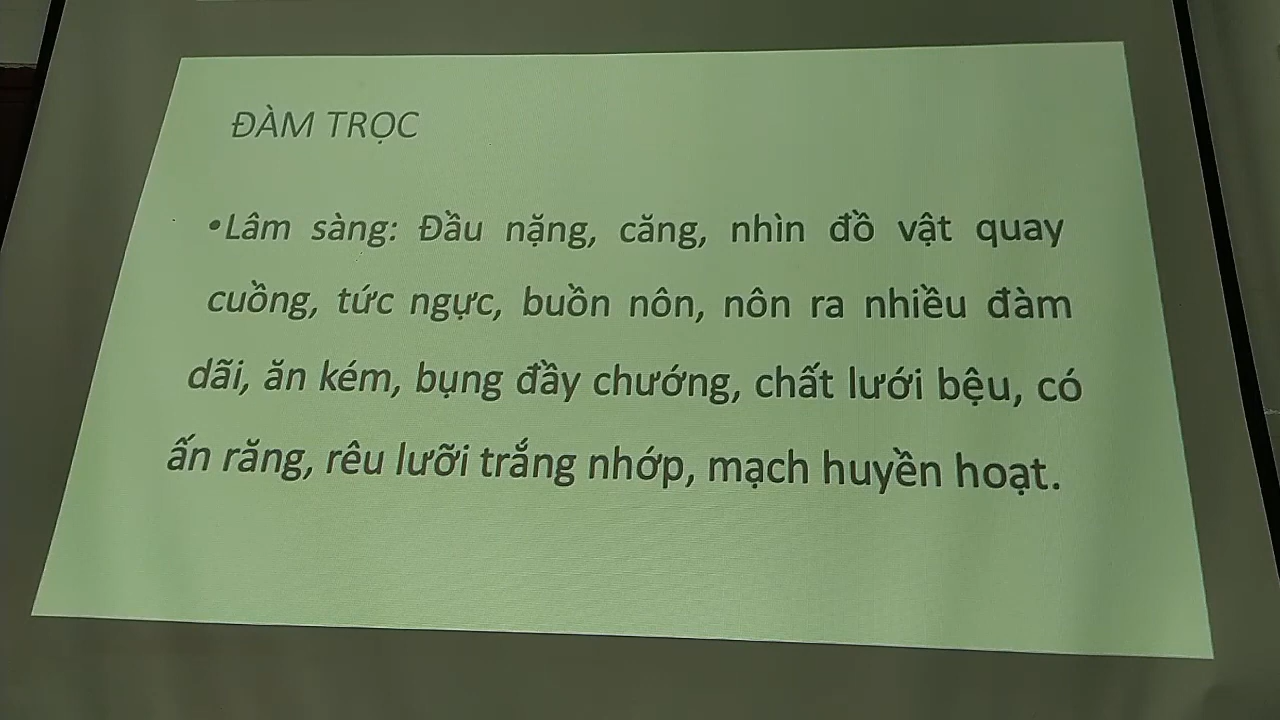 ĐÀM TRỌC
•Lâm sàng: Đầu nặng, căng, nhìn đồ vật quay
cuồng, tức ngực, buồn nôn, nôn ra nhiều đàm
dãi, ăn kém, bụng đầy chướng, chất lưới bệu, có
ấn răng, rêu lưỡi trắng nhớp, mạch huyền hoạt.